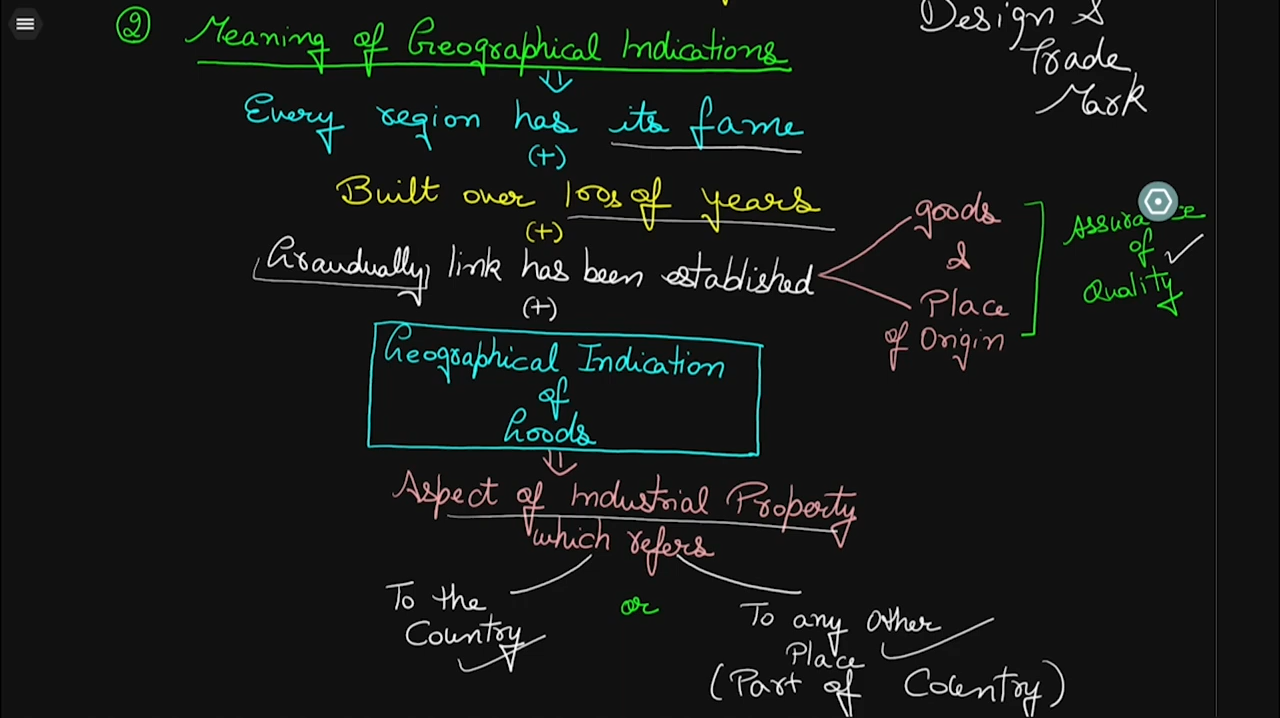 Design &
Trade
Mark
② Meaning of Geographical Indications
Every region has its fame
(+)
Built over 100s of years
(+)
Graudually, link has been established
goods
&
Place
of Origin
Assurance
of
Quality
(+)
Geographical Indication
of
Goods
Aspect of Industrial Property
which refers
To the
Country
or
To any other
Place
(Part of Country)